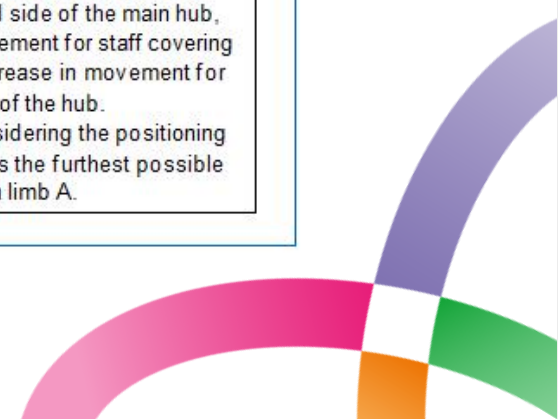 side of the main hub,
ement for staff covering
rease in movement for
of the hub.
sidering the positioning
s the furthest possible
limb A.